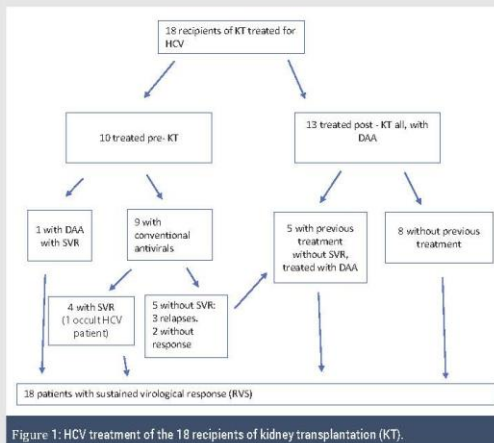 18 recipients of KT treated for
HCV
10 treated pre- KT
13 treated post - KT all, with
DAA
1 with DAA
with SVR
9 with
conventional
antivirals
5 with previous
treatment
without SVR,
treated with DAA
8 without previous
treatment
4 with SVR
(1 occult HCV
patient)
5 without SVR:
3 relapses.
2 without
response
18 patients with sustained virological response (RVS)
Figure 1: HCV treatment of the 18 recipients of kidney transplantation (KT).